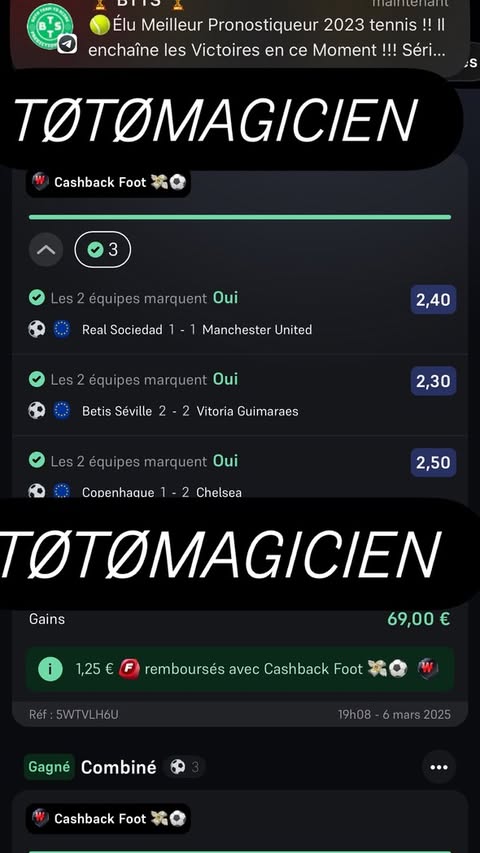 BTTS
maintenant
Élu Meilleur Pronostiqueur 2023 tennis !! Il
enchaîne les Victoires en ce Moment !!! Séri...
TØTØMAGICIEN
Cashback Foot
3
Les 2 équipes marquent Oui 2,40
Real Sociedad 1 - 1 Manchester United
Les 2 équipes marquent Oui 2,30
Betis Séville 2 - 2 Vitoria Guimaraes
Les 2 équipes marquent Oui 2,50
Copenhague 1 - 2 Chelsea
TØTØMAGICIEN
Gains 69,00 €
1,25 € F remboursés avec Cashback Foot W
Réf : 5WTVLH6U 19h08 - 6 mars 2025
Gagné Combiné 3
Cashback Foot